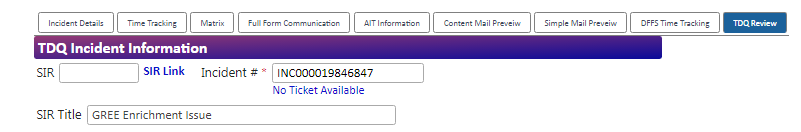 Incident Details Time Tracking Matrix Full Form Communication AIT Information Content Mail Preveiw Simple Mail Preveiw DFFS Time Tracking TDQ Review
TDQ Incident Information
SIR SIR Link Incident # * INC000019846847
No Ticket Available
SIR Title GREE Enrichment Issue